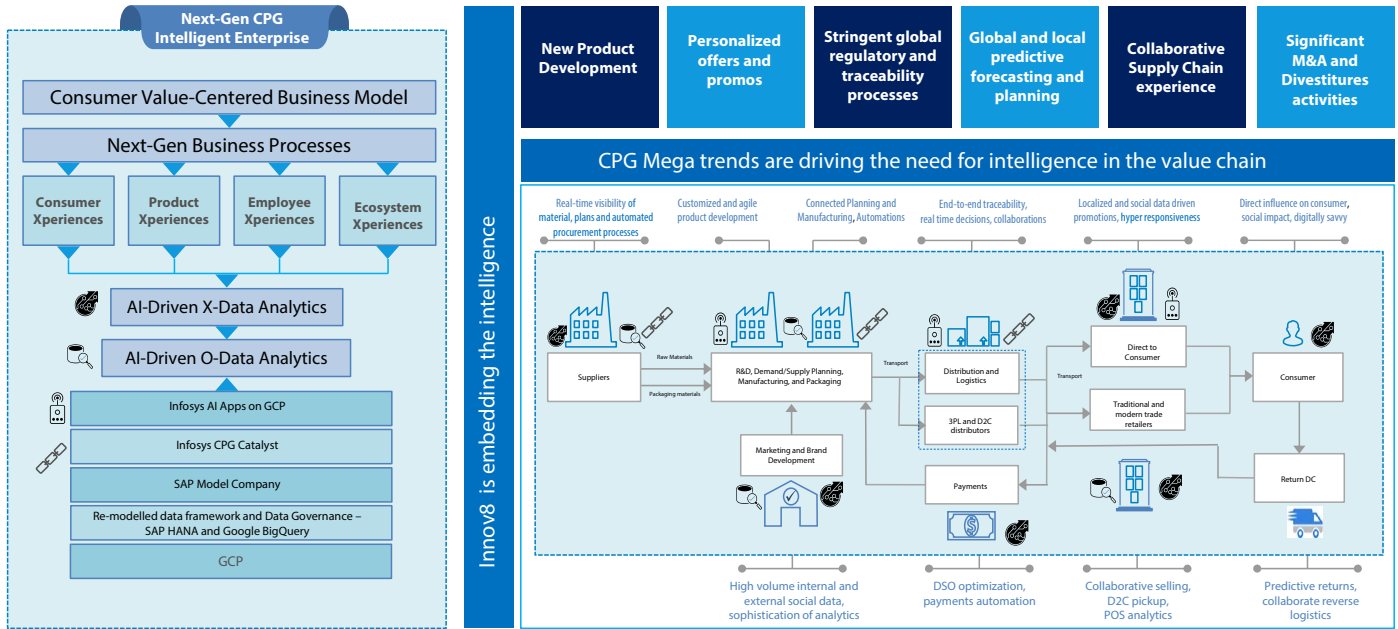 Next-Gen CPG
Intelligent Enterprise
Consumer Value-Centered Business Model
Next-Gen Business Processes
Consumer
Xperiences
Product
Xperiences
Employee
Xperiences
Ecosystem
Xperiences
AI-Driven X-Data Analytics
AI-Driven O-Data Analytics
Infosys AI Apps on GCP
Infosys CPG Catalyst
SAP Model Company
Re-modelled data framework and Data Governance –
SAP HANA and Google BigQuery
GCP
Innov8 is embedding the intelligence
New Product
Development
Personalized
offers and
promos
Stringent global
regulatory and
traceability
processes
Global and local
predictive
forecasting and
planning
Collaborative
Supply Chain
experience
Significant
M&A and
Divestitures
activities
CPG Mega trends are driving the need for intelligence in the value chain
Real-time visibility of
material, plans and automated
procurement processes
Customized and agile
product development
Connected Planning and
Manufacturing, Automations
End-to-end traceability,
real time decisions, collaborations
Localized and social data driven
promotions, hyper responsiveness
Direct influence on consumer,
social impact, digitally savvy
Suppliers
Raw Materials
Packaging materials
R&D, Demand/Supply Planning,
Manufacturing, and Packaging
Transport
Distribution and
Logistics
3PL and D2C
distributors
Transport
Direct to
Consumer
Traditional and
modern trade
retailers
Consumer
Marketing and Brand
Development
Payments
$
Return DC
High volume internal and
external social data,
sophistication of analytics
DSO optimization,
payments automation
Collaborative selling,
D2C pickup,
POS analytics
Predictive returns,
collaborate reverse
logistics